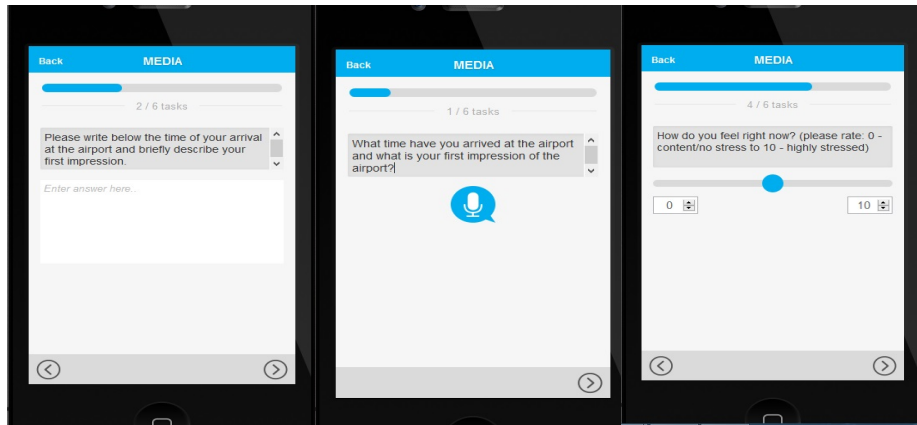 Back MEDIA
2 / 6 tasks
Please write below the time of your arrival
at the airport and briefly describe your
first impression.
Enter answer here..
Back MEDIA
1 / 6 tasks
What time have you arrived at the airport
and what is your first impression of the
airport?
Back MEDIA
4 / 6 tasks
How do you feel right now? (please rate: 0 -
content/no stress to 10 - highly stressed)
0 10